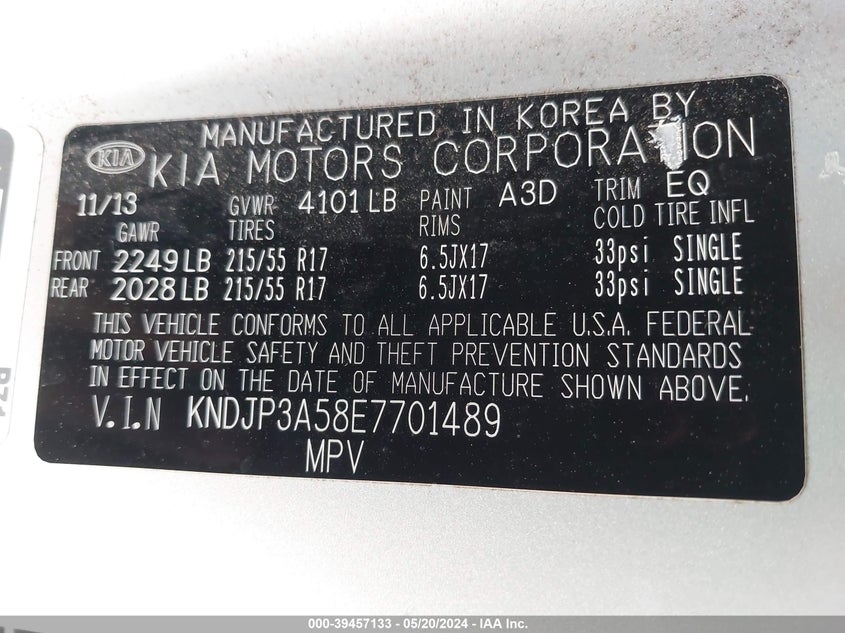 MANUFACTURED IN KOREA BY
KIA KIA MOTORS CORPORATION
11/13 GVWR 4101 LB PAINT A3D TRIM EQ
GAWR TIRES RIMS COLD TIRE INFL
FRONT 2249 LB 215/55 R17 6.5JX17 33psi SINGLE
REAR 2028 LB 215/55 R17 6.5JX17 33psi SINGLE
THIS VEHICLE CONFORMS TO ALL APPLICABLE U.S.A. FEDERAL
MOTOR VEHICLE SAFETY AND THEFT PREVENTION STANDARDS
IN EFFECT ON THE DATE OF MANUFACTURE SHOWN ABOVE.
V.I.N KNDJP3A58E7701489
MPV
000-39457133 - 05/20/2024 - IAA Inc.